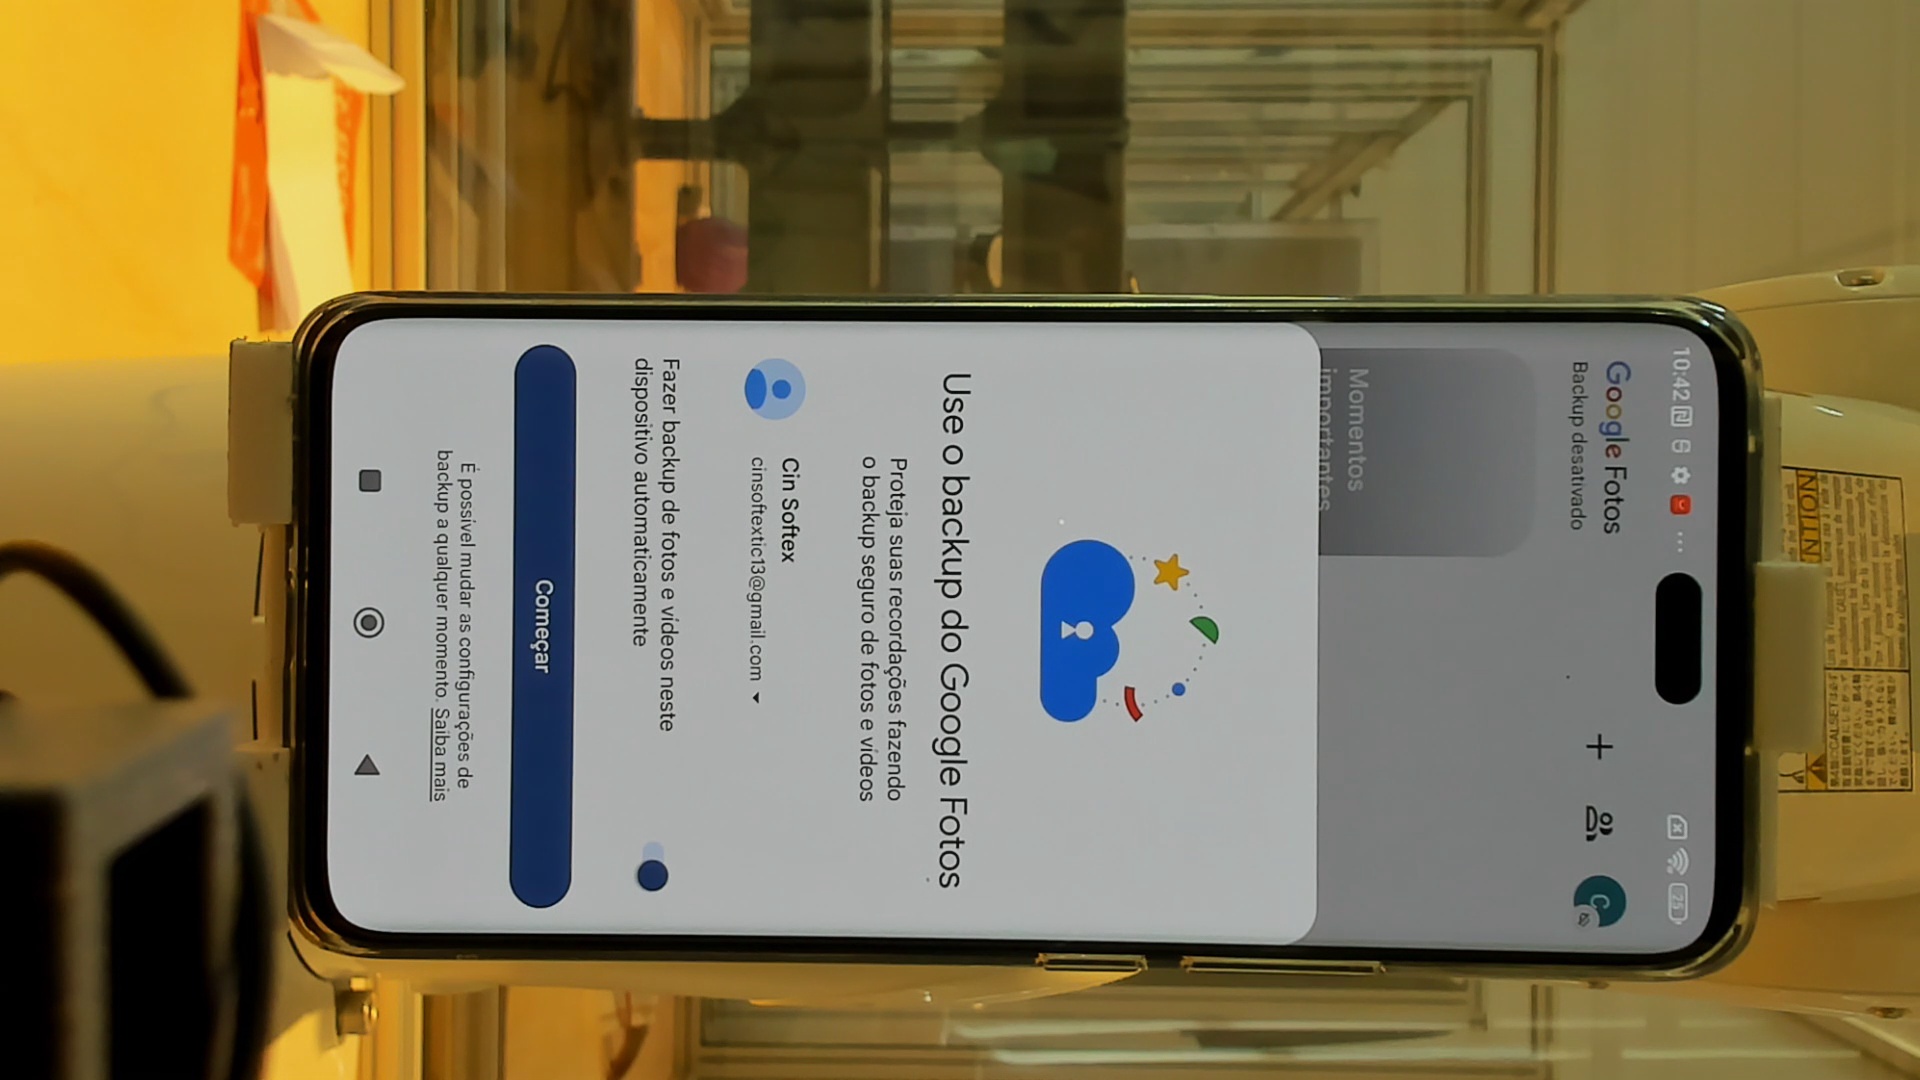 10:42
25
Google Fotos
Backup desativado
C
Momentos
importantes
Use o backup do Google Fotos
Proteja suas recordações fazendo
o backup seguro de fotos e vídeos
Cin Softex
cinsoftextic13@gmail.com
Fazer backup de fotos e vídeos neste
dispositivo automaticamente
Começar
É possível mudar as configurações de
backup a qualquer momento. Saiba mais